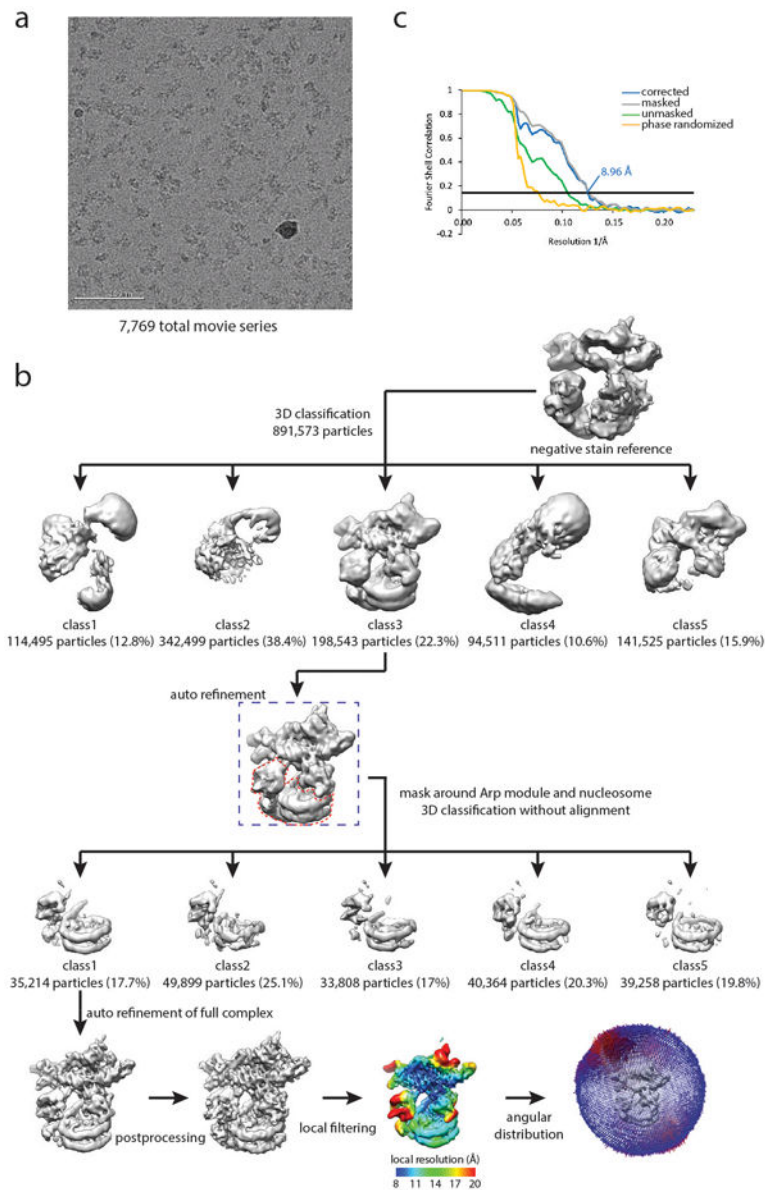 a
7,769 total movie series
c
corrected
masked
unmasked
phase randomized
Fourier Shell Correlation
1
0.8
0.6
0.4
0.2
0
-0.2
8.96 Å
0.00
0.05
0.10
0.15
0.20
Resolution 1/Å
b
3D classification
891,573 particles
negative stain reference
class1
114,495 particles (12.8%)
class2
342,499 particles (38.4%)
class3
198,543 particles (22.3%)
class4
94,511 particles (10.6%)
class5
141,525 particles (15.9%)
auto refinement
mask around Arp module and nucleosome
3D classification without alignment
class1
35,214 particles (17.7%)
class2
49,899 particles (25.1%)
class3
33,808 particles (17%)
class4
40,364 particles (20.3%)
class5
39,258 particles (19.8%)
auto refinement of full complex
postprocessing
local filtering
angular
distribution
local resolution (Å)
8 11 14 17 20